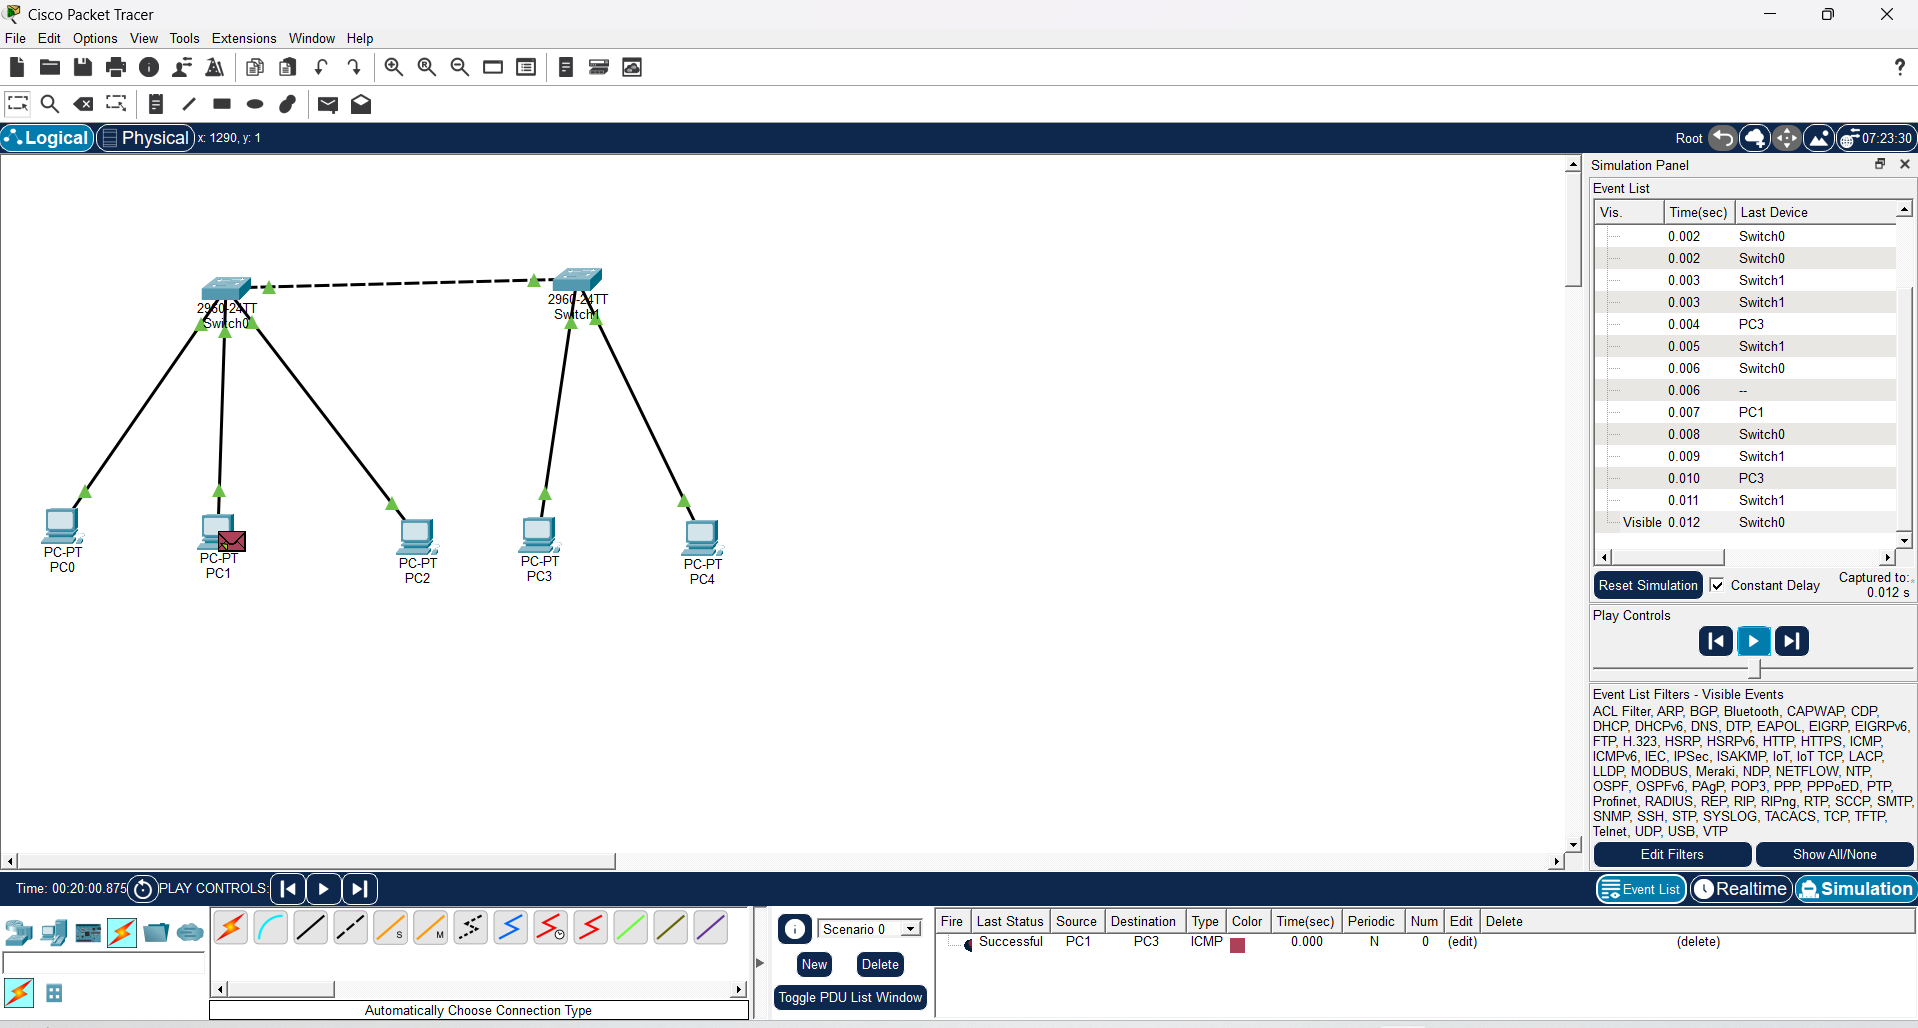 Cisco Packet Tracer
File Edit Options View Tools Extensions Window Help
Logical Physical x: 1290, y: 1 Root 07:23:30
Simulation Panel
Event List
Vis. Time(sec) Last Device
0.002 Switch0
0.002 Switch0
0.003 Switch1
0.003 Switch1
0.004 PC3
0.005 Switch1
0.006 Switch0
0.006 --
0.007 PC1
0.008 Switch0
0.009 Switch1
0.010 PC3
0.011 Switch1
Visible 0.012 Switch0
Reset Simulation Constant Delay Captured to:
0.012 s
Play Controls
Event List Filters - Visible Events
ACL Filter, ARP, BGP, Bluetooth, CAPWAP, CDP,
DHCP, DHCPv6, DNS, DTP, EAPOL, EIGRP, EIGRPv6,
FTP, H.323, HSRP, HSRPv6, HTTP, HTTPS, ICMP,
ICMPv6, IEC, IPSec, ISAKMP, IoT, IoT TCP, LACP,
LLDP, MODBUS, Meraki, NDP, NETFLOW, NTP,
OSPF, OSPFv6, PAgP, POP3, PPP, PPPoED, PTP,
Profinet, RADIUS, REP, RIP, RIPng, RTP, SCCP, SMTP,
SNMP, SSH, STP, SYSLOG, TACACS, TCP, TFTP,
Telnet, UDP, USB, VTP
Edit Filters Show All/None
2960-24TT
Switch0
2960-24TT
Switch1
PC-PT
PC0
PC-PT
PC1
PC-PT
PC2
PC-PT
PC3
PC-PT
PC4
Time: 00:20:00.875 PLAY CONTROLS: Event List Realtime Simulation
S M
Automatically Choose Connection Type
Scenario 0
New Delete
Toggle PDU List Window
Fire Last Status Source Destination Type Color Time(sec) Periodic Num Edit Delete
Successful PC1 PC3 ICMP 0.000 N 0 (edit) (delete)